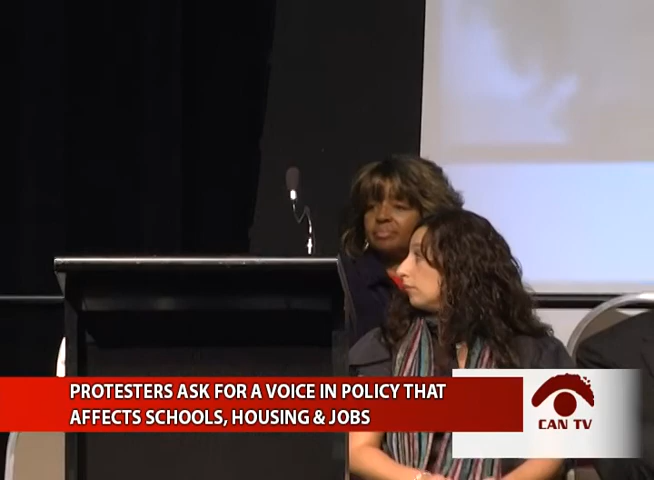 PROTESTERS ASK FOR A VOICE IN POLICY THAT
AFFECTS SCHOOLS, HOUSING & JOBS
CAN TV